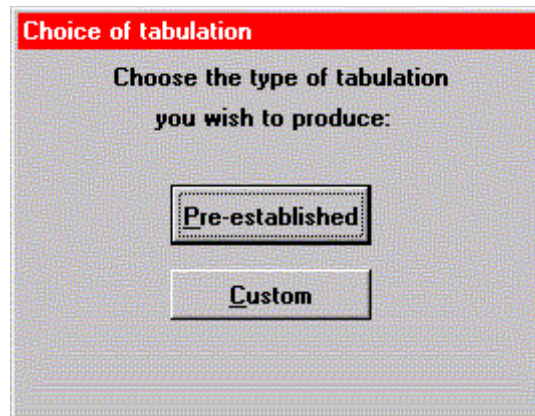 Choice of tabulation
Choose the type of tabulation
you wish to produce:
Pre-established
Custom